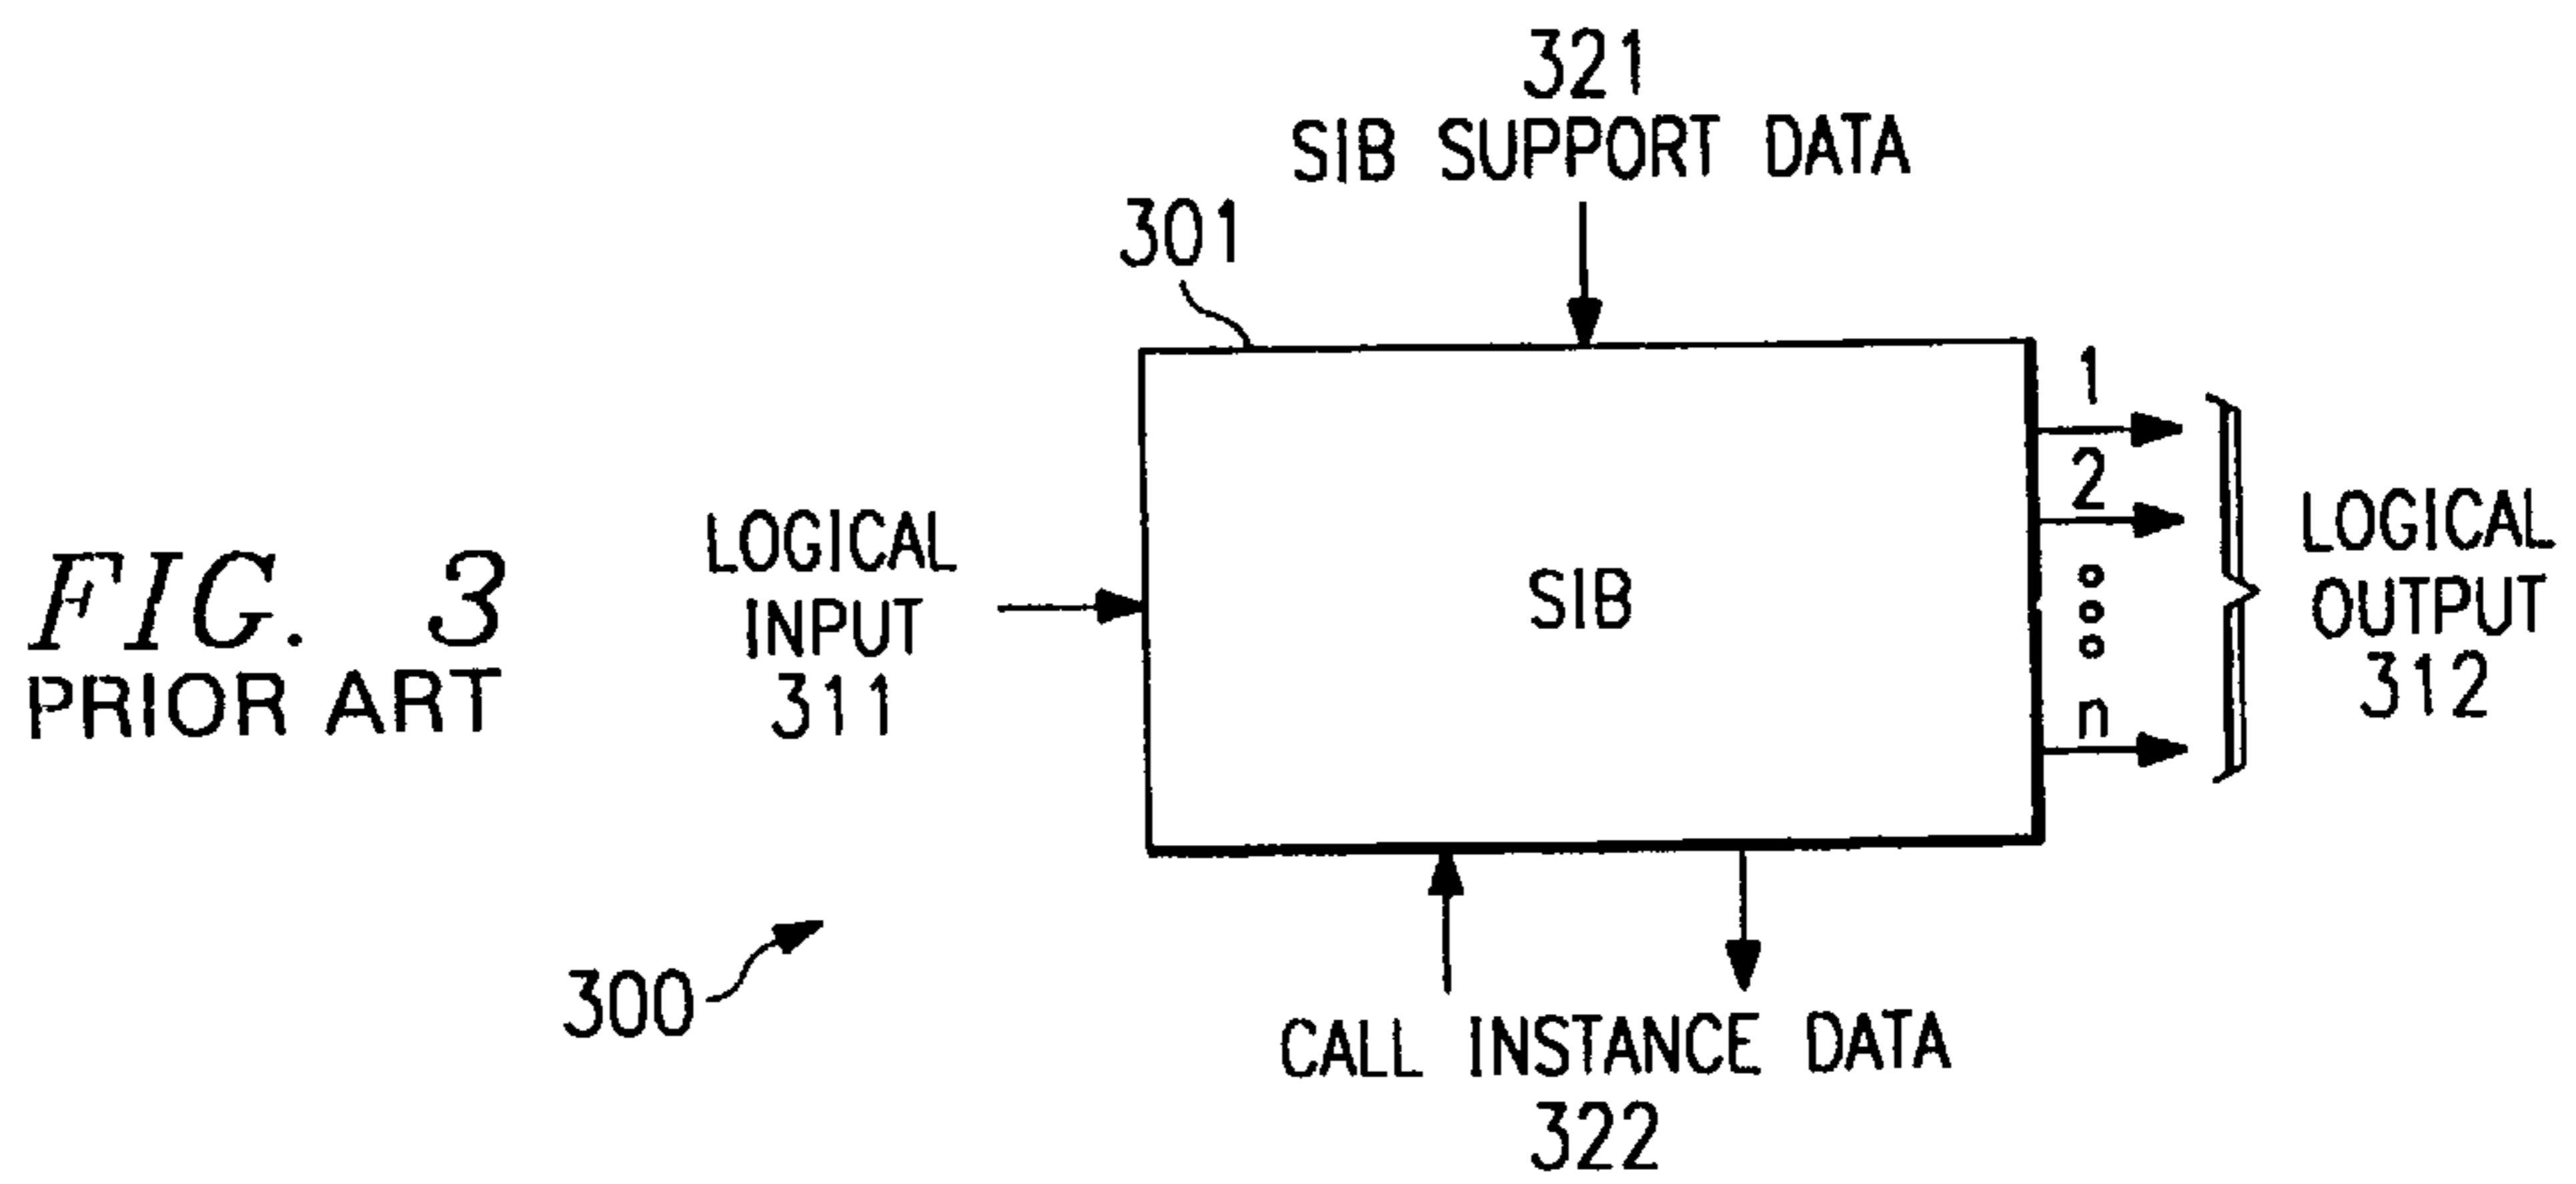 321
SIB SUPPORT DATA
301
1
2
LOGICAL
OUTPUT
312
n
LOGICAL
INPUT
311
SIB
FIG. 3
PRIOR ART
300
CALL INSTANCE DATA
322